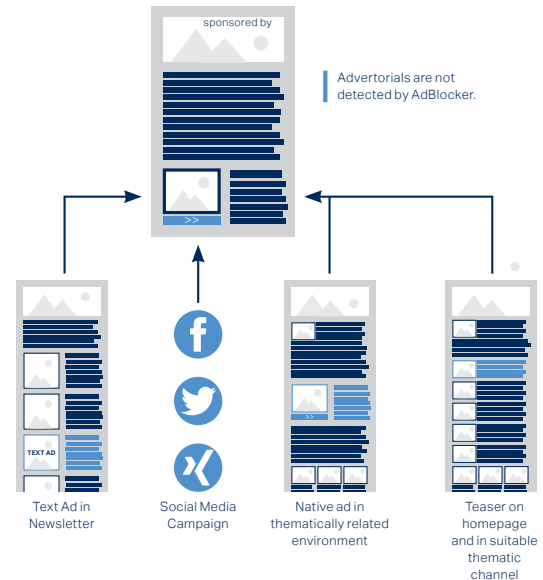 sponsored by
Advertorials are not
detected by AdBlocker.
>>
>>
TEXT AD
Text Ad in
Newsletter
Social Media
Campaign
Native ad in
thematically related
environment
Teaser on
homepage
and in suitable
thematic
channel